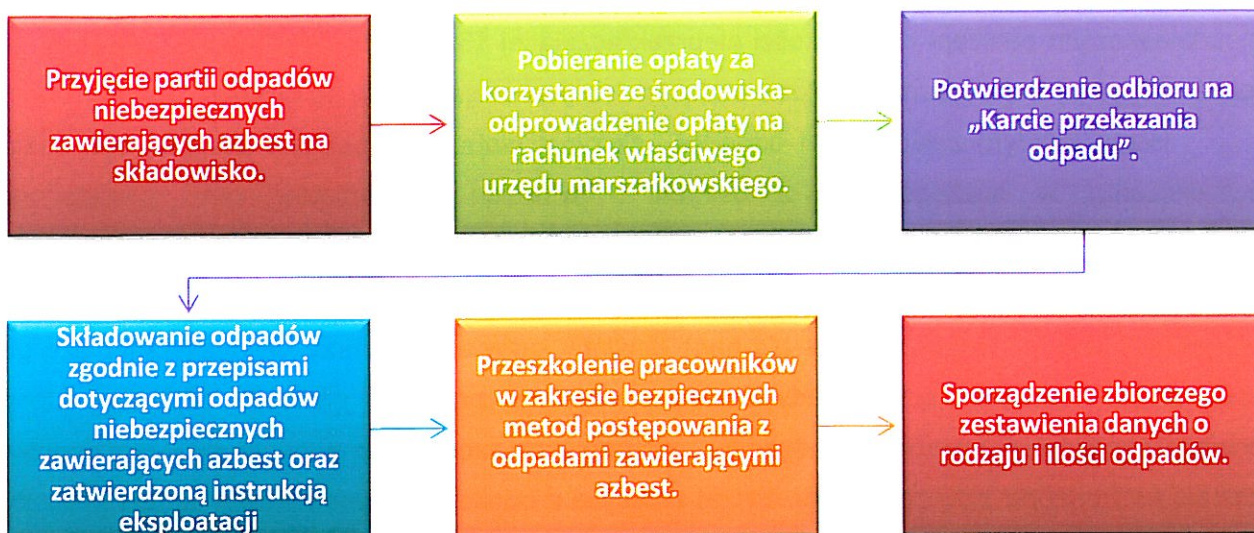 Przyjęcie partii odpadów
niebezpiecznych
zawierających azbest na
składowisko.
Pobieranie opłaty za
korzystanie ze środowiska-
odprowadzenie opłaty na
rachunek właściwego
urzędu marszałkowskiego.
Potwierdzenie odbioru na
„Karcie przekazania
odpadu”.
Składowanie odpadów
zgodnie z przepisami
dotyczącymi odpadów
niebezpiecznych
zawierających azbest oraz
zatwierdzoną instrukcją
eksploatacji
Przeszkolenie pracowników
w zakresie bezpiecznych
metod postępowania z
odpadami zawierającymi
azbest.
Sporządzenie zbiorczego
zestawienia danych o
rodzaju i ilości odpadów.